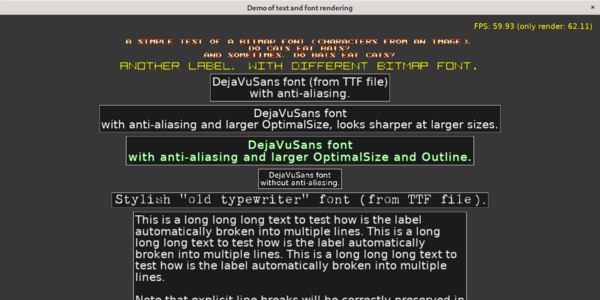 Demo of text and font rendering
FPS: 59.93 (only render: 62.11)
A SIMPLE TEST OF A BITMAP FONT (CHARACTERS FROM AN IMAGE).
DO CATS EAT BATS?
AND SOMETIMES, DO BATS EAT CATS?
ANOTHER LABEL, WITH DIFFERENT BITMAP FONT.
DejaVuSans font (from TTF file)
with anti-aliasing.
DejaVuSans font
with anti-aliasing and larger OptimalSize, looks sharper at larger sizes.
DejaVuSans font
with anti-aliasing and larger OptimalSize and Outline.
DejaVuSans font
without anti-aliasing.
Stylish "old typewriter" font (from TTF file).
This is a long long long text to test how is the label
automatically broken into multiple lines. This is a long
long long text to test how is the label automatically
broken into multiple lines. This is a long long long text to
test how is the label automatically broken into multiple
lines.
Note that explicit line breaks will be correctly preserved in